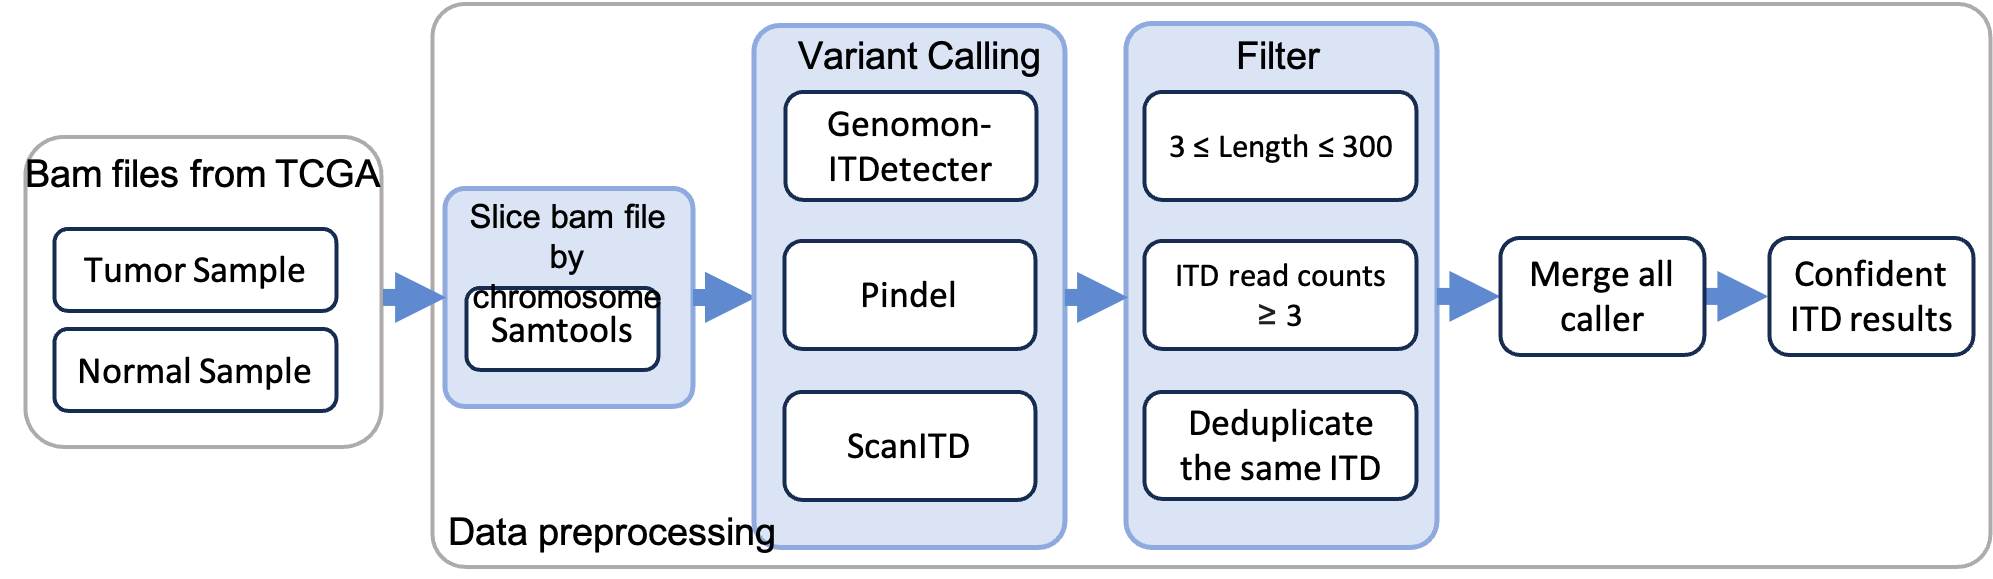 Bam files from TCGA
Tumor Sample
Normal Sample
Slice bam file
by
chromosome
Samtools
Variant Calling
Genomon-
ITDetecter
Pindel
ScanITD
Filter
3 ≤ Length ≤ 300
ITD read counts
≥ 3
Deduplicate
the same ITD
Merge all
caller
Confident
ITD results
Data preprocessing